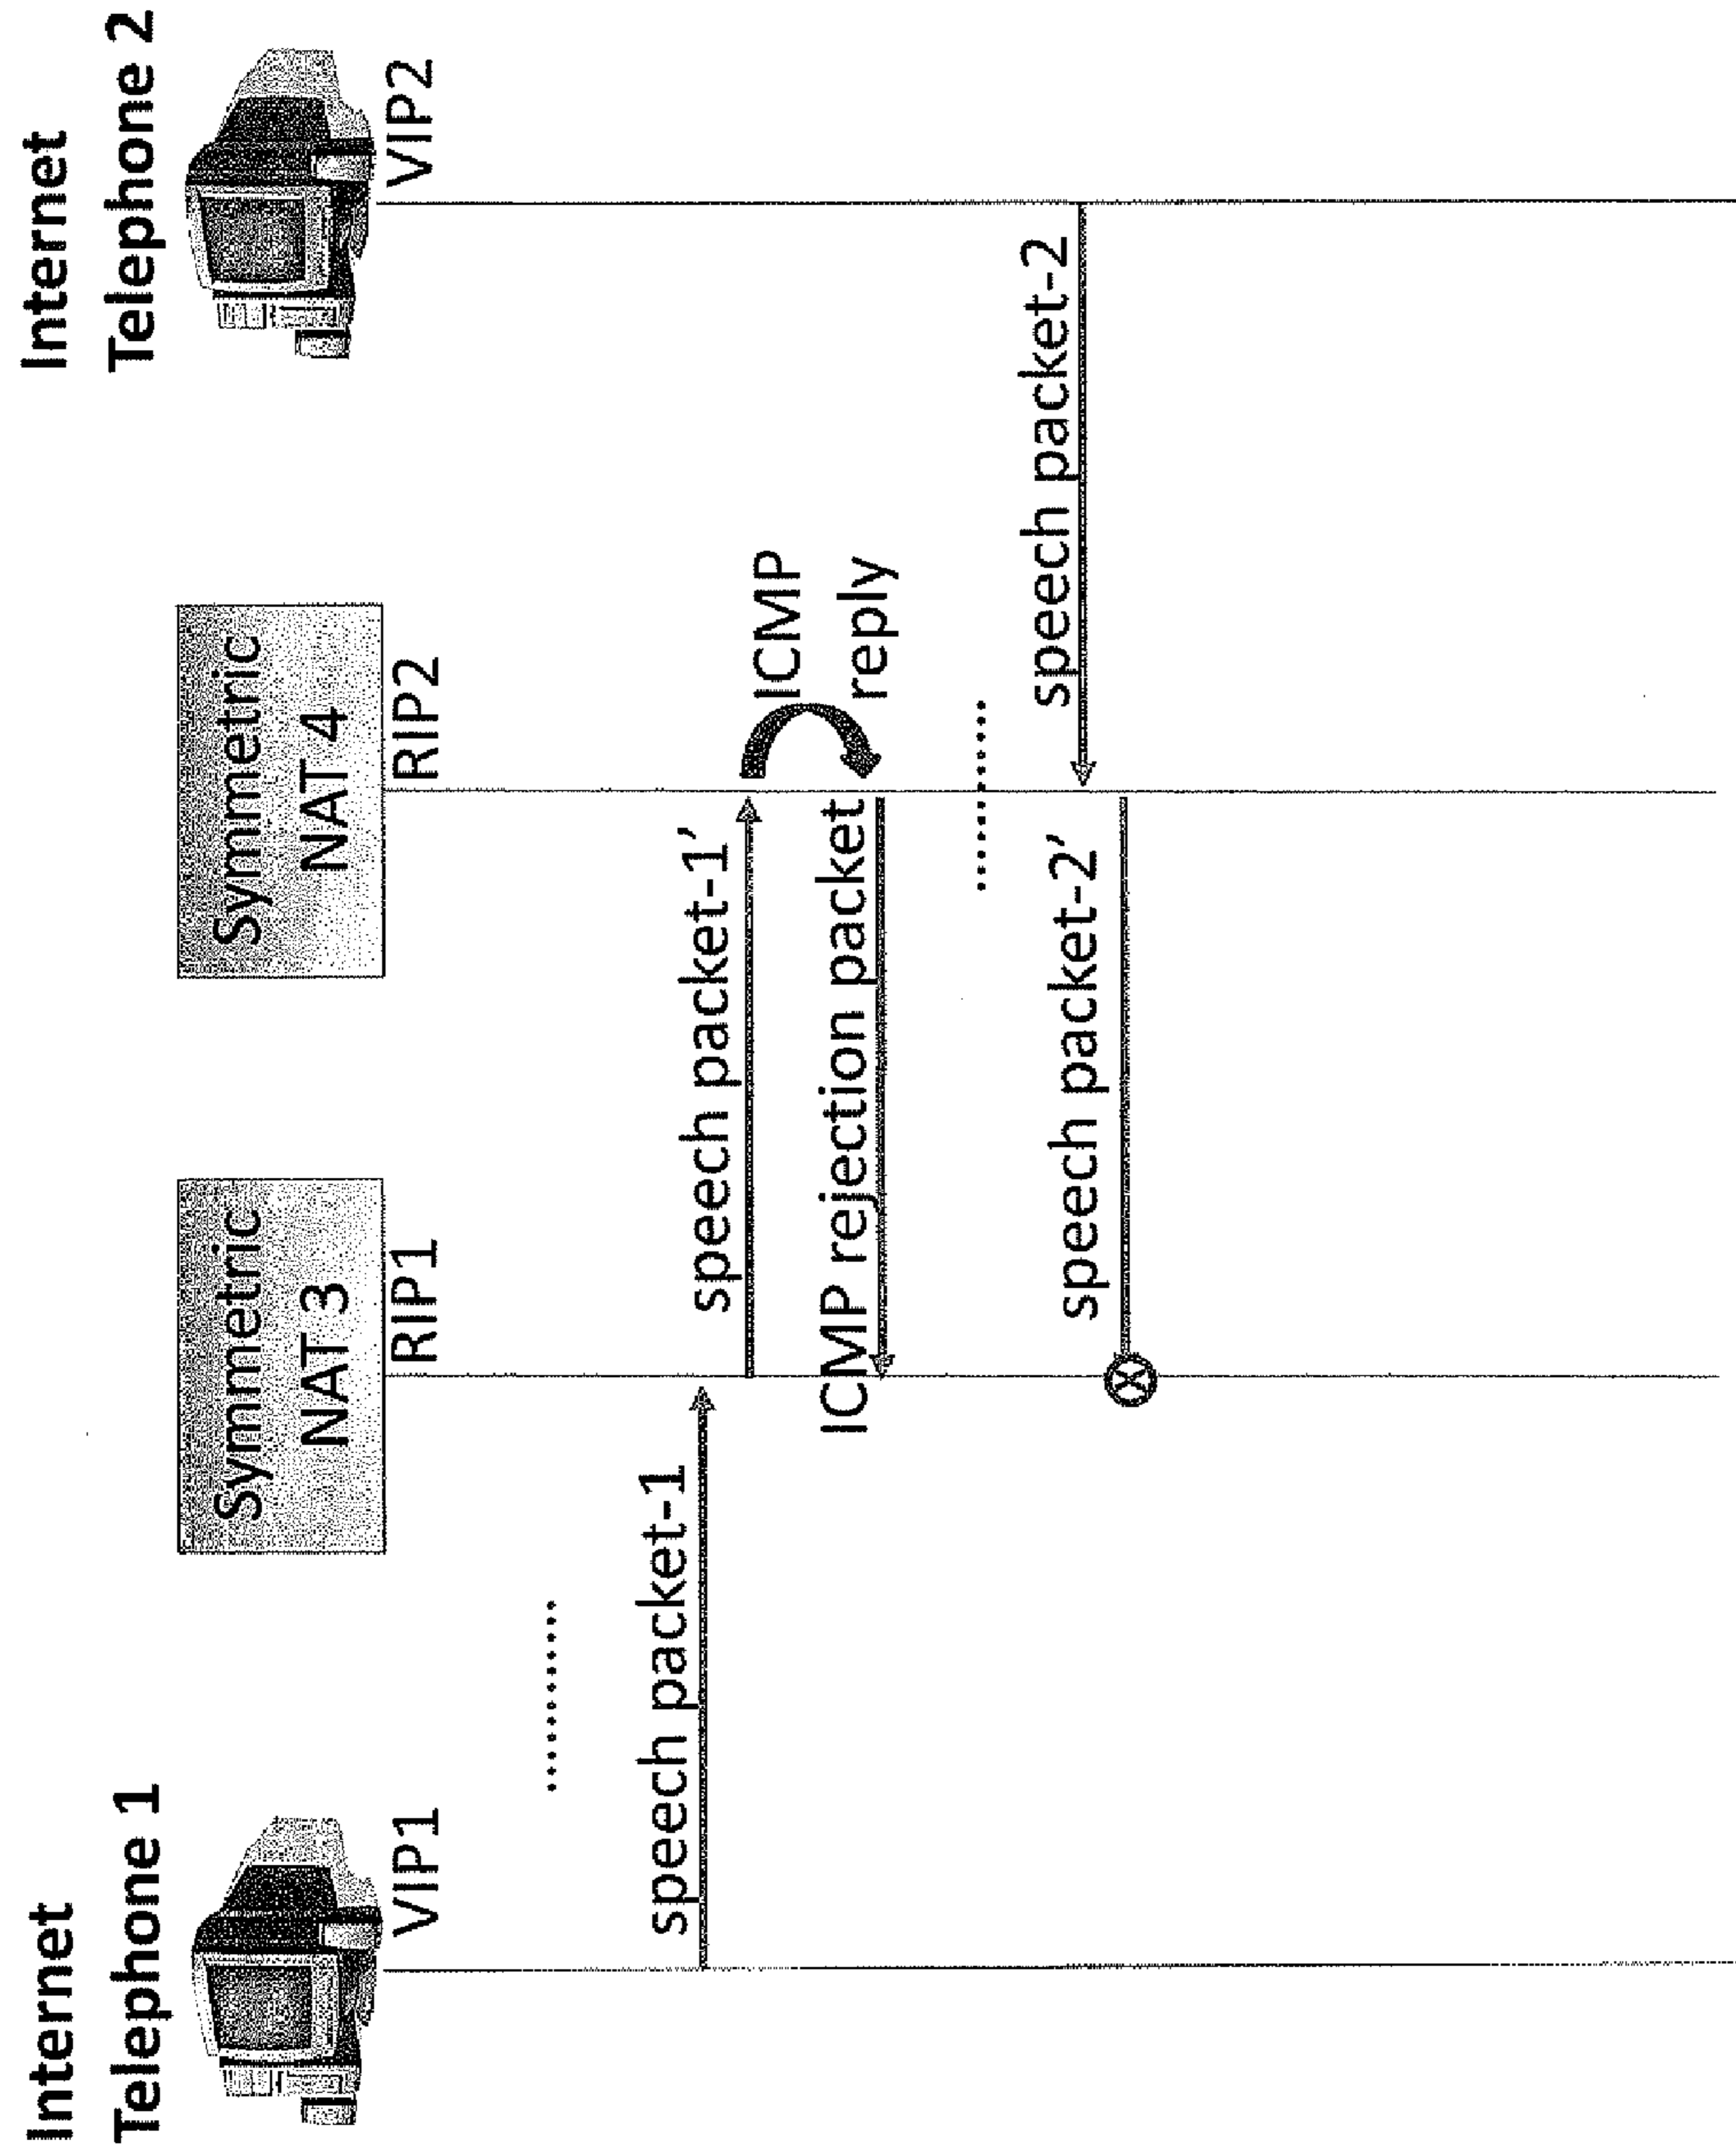 Internet
Telephone 1
Internet
Telephone 2
Symmetric
NAT 3
Symmetric
NAT 4
VIP1
RIP1
RIP2
VIP2
..........
speech packet-1
speech packet-1’
ICMP
reply
ICMP rejection packet
..........
speech packet-2
speech packet-2’
X